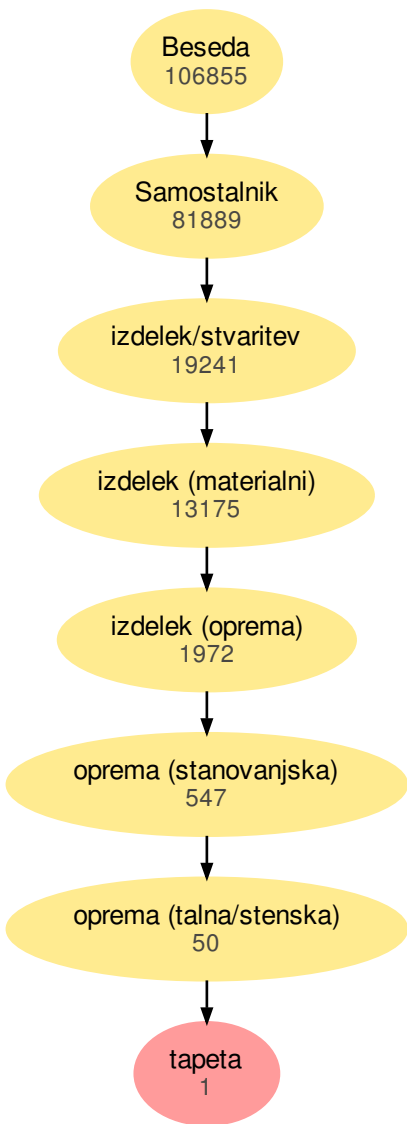 Beseda
106855
Samostalnik
81889
izdelek/stvaritev
19241
izdelek (materialni)
13175
izdelek (oprema)
1972
oprema (stanovanjska)
547
oprema (talna/stenska)
50
tapeta
1